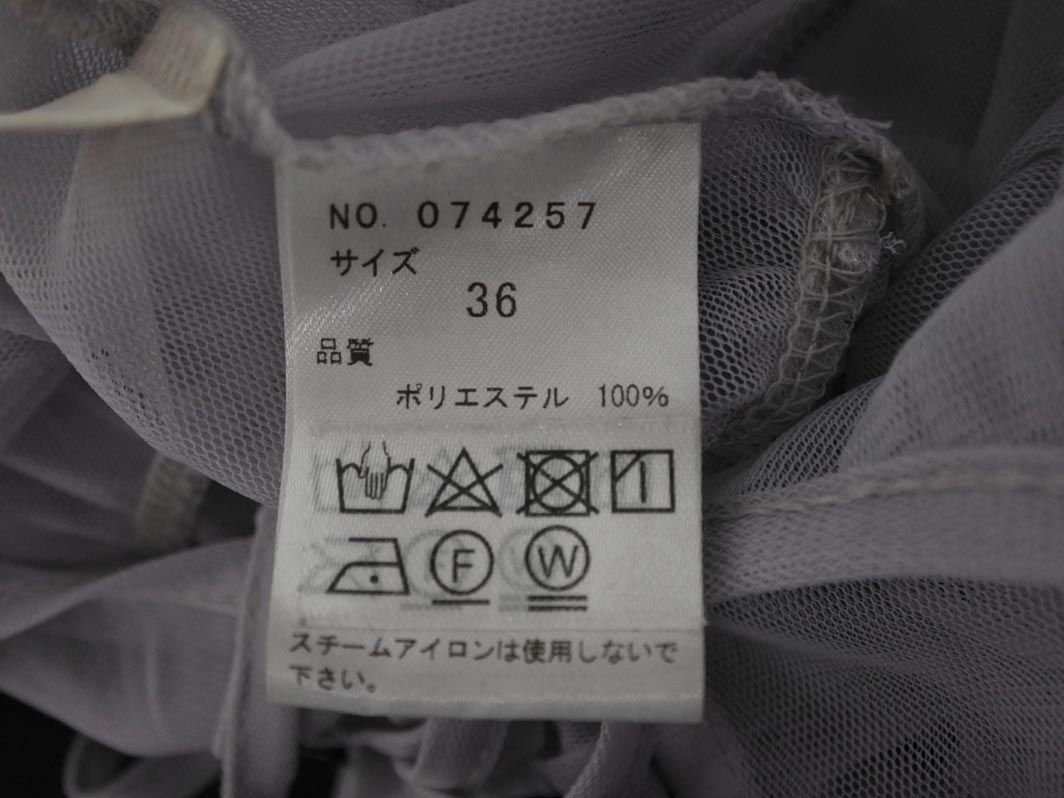 NO. 074257
サイズ
36
品質
ポリエステル 100%
F W
スチームアイロンは使用しないで
下さい。